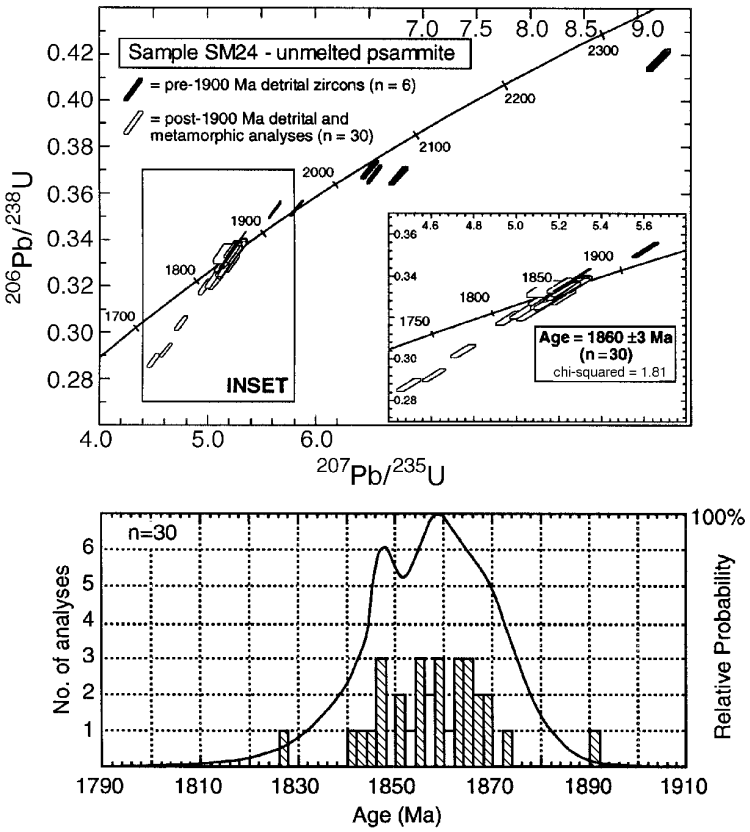 7.0 7.5 8.0 8.5 9.0
Sample SM24 - unmelted psammite
= pre-1900 Ma detrital zircons (n = 6)
= post-1900 Ma detrital and
metamorphic analyses (n = 30)
0.42
0.40
0.38
0.36
0.34
0.32
0.30
0.28
206Pb/238U
2300
2200
2100
2000
1900
1800
1700
INSET
4.6 4.8 5.0 5.2 5.4 5.6
0.36
0.34
0.30
0.28
1900
1850
1800
1750
Age = 1860 ±3 Ma
(n = 30)
chi-squared = 1.81
4.0 5.0 6.0
207Pb/235U
n=30
100%
6
5
4
3
2
1
No. of analyses
Relative Probability
1790 1810 1830 1850 1870 1890 1910
Age (Ma)